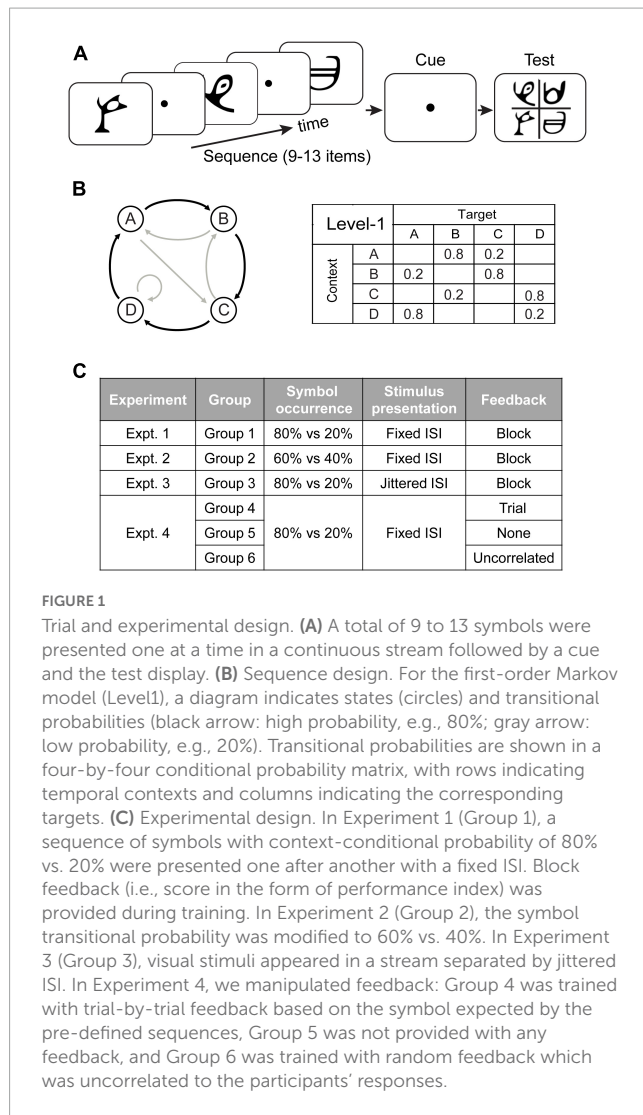 A
Cue
Test
time
Sequence (9-13 items)
B
A
B
D
C
Level-1
Target
A B C D
Context
A 0.8 0.2
B 0.2 0.8
C 0.2 0.8
D 0.8 0.2
C
Experiment Group Symbol occurrence Stimulus presentation Feedback
Expt. 1 Group 1 80% vs 20% Fixed ISI Block
Expt. 2 Group 2 60% vs 40% Fixed ISI Block
Expt. 3 Group 3 80% vs 20% Jittered ISI Block
Expt. 4 Group 4 80% vs 20% Fixed ISI Trial
Group 5 None
Group 6 Uncorrelated
FIGURE 1
Trial and experimental design. (A) A total of 9 to 13 symbols were
presented one at a time in a continuous stream followed by a cue
and the test display. (B) Sequence design. For the first-order Markov
model (Level1), a diagram indicates states (circles) and transitional
probabilities (black arrow: high probability, e.g., 80%; gray arrow:
low probability, e.g., 20%). Transitional probabilities are shown in a
four-by-four conditional probability matrix, with rows indicating
temporal contexts and columns indicating the corresponding
targets. (C) Experimental design. In Experiment 1 (Group 1), a
sequence of symbols with context-conditional probability of 80%
vs. 20% were presented one after another with a fixed ISI. Block
feedback (i.e., score in the form of performance index) was
provided during training. In Experiment 2 (Group 2), the symbol
transitional probability was modified to 60% vs. 40%. In Experiment
3 (Group 3), visual stimuli appeared in a stream separated by jittered
ISI. In Experiment 4, we manipulated feedback: Group 4 was trained
with trial-by-trial feedback based on the symbol expected by the
pre-defined sequences, Group 5 was not provided with any
feedback, and Group 6 was trained with random feedback which
was uncorrelated to the participants’ responses.